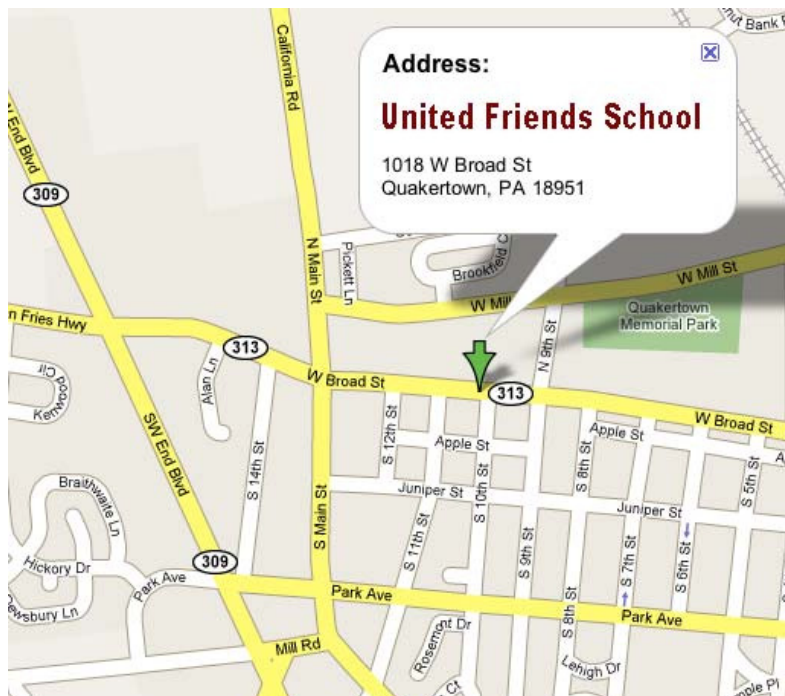 Address:
United Friends School
1018 W Broad St
Quakertown, PA 18951
California Rd
N End Blvd
309
N Main St
Pickett Ln
Brookfield
W Mill St
W Mill
Quakertown
Memorial Park
N 9th St
Fries Hwy
313
W Broad St
313
W Broad St
Alan Ln
Kenwood Cir
SW End Blvd
S 14th St
S 12th St
Apple St
Apple St
S 8th St
S 5th St
Juniper St
Juniper St
S 10th St
S 11th St
S 9th St
S 7th St
S 6th St
S Main St
Braithwaite Ln
Hickory Dr
309
Park Ave
Park Ave
Park Ave
S 8th St
Mill Rd
Rosemont Dr
Lehigh Dr
Ct